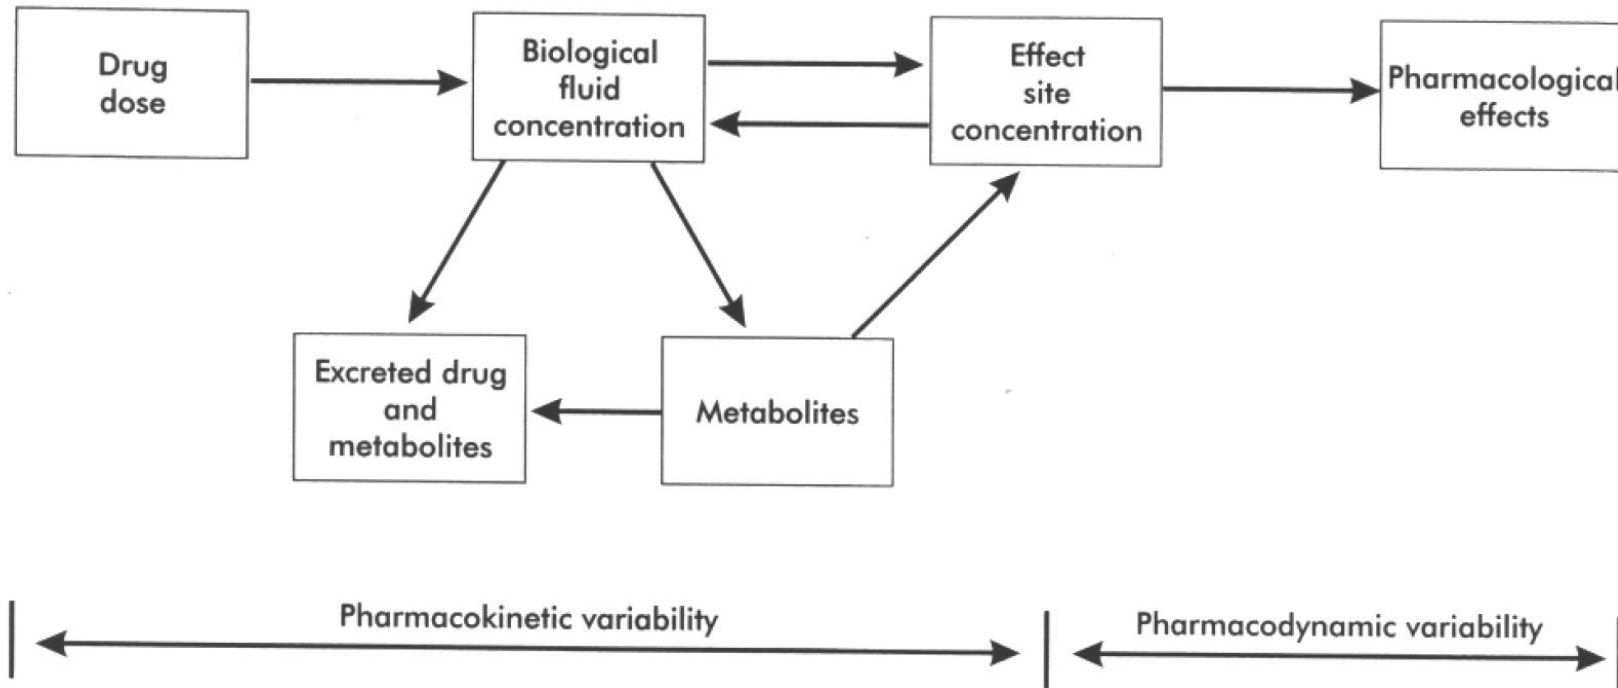 Drug
dose
Biological
fluid
concentration
Effect
site
concentration
Pharmacological
effects
Excreted drug
and
metabolites
Metabolites
Pharmacokinetic variability
Pharmacodynamic variability